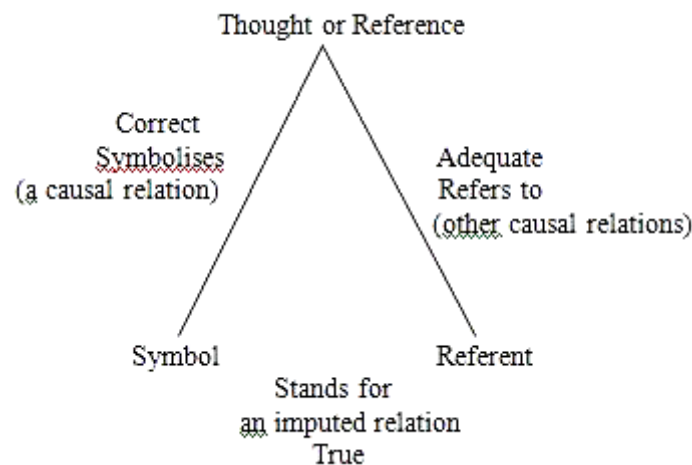 Thought or Reference
Correct
Symbolises
(a causal relation)
Adequate
Refers to
(other causal relations)
Symbol
Referent
Stands for
an imputed relation
True